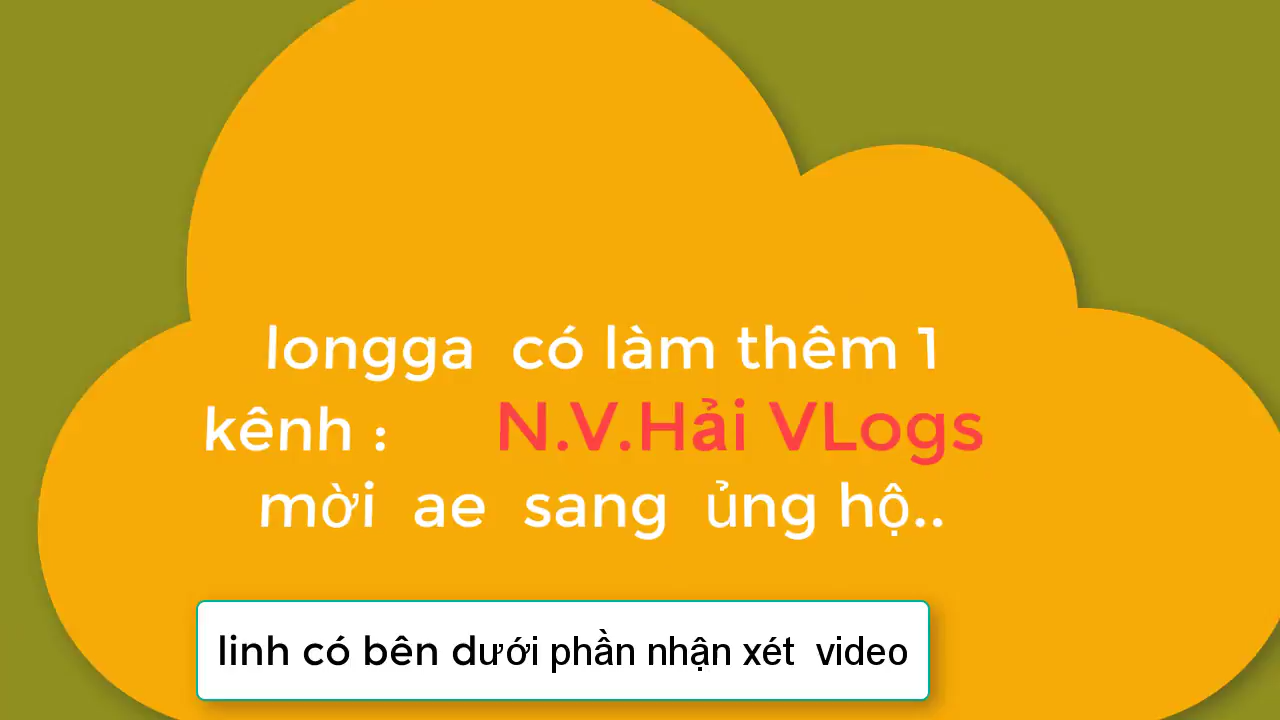 longga có làm thêm 1
kênh : N.V.Hải VLogs
mời ae sang ủng hộ..
linh có bên dưới phần nhận xét video